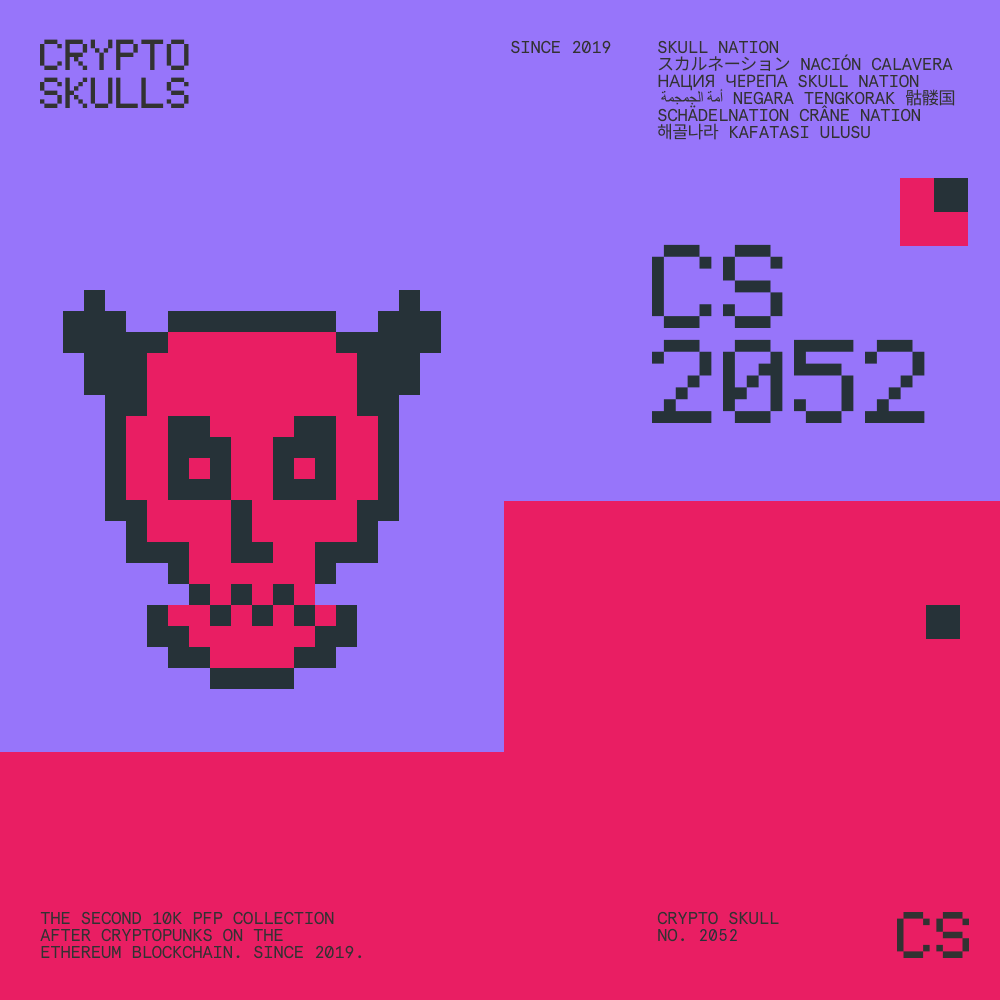 CRYPTO
SKULLS
SINCE 2019
SKULL NATION
スカルネーション NACIÓN CALAVERA
НАЦИЯ ЧЕРЕПА SKULL NATION
أمة الجمجمة NEGARA TENGKORAK 骷髅国
SCHÄDELNATION CRÂNE NATION
해골나라 KAFATASI ULUSU
CS
2052
THE SECOND 10K PFP COLLECTION
AFTER CRYPTOPUNKS ON THE
ETHEREUM BLOCKCHAIN. SINCE 2019.
CRYPTO SKULL
NO. 2052
CS